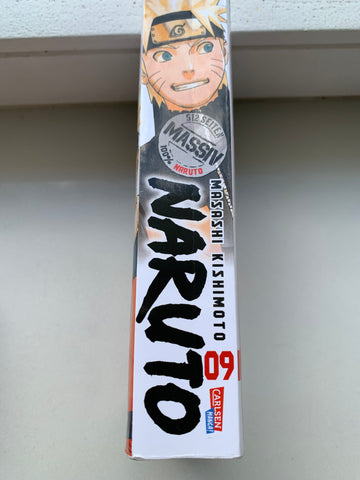 512 SEITEN
MASSIV
100% NARUTO
MASASHI KISHIMOTO
NARUTO
09
CARLSEN
MANGA!